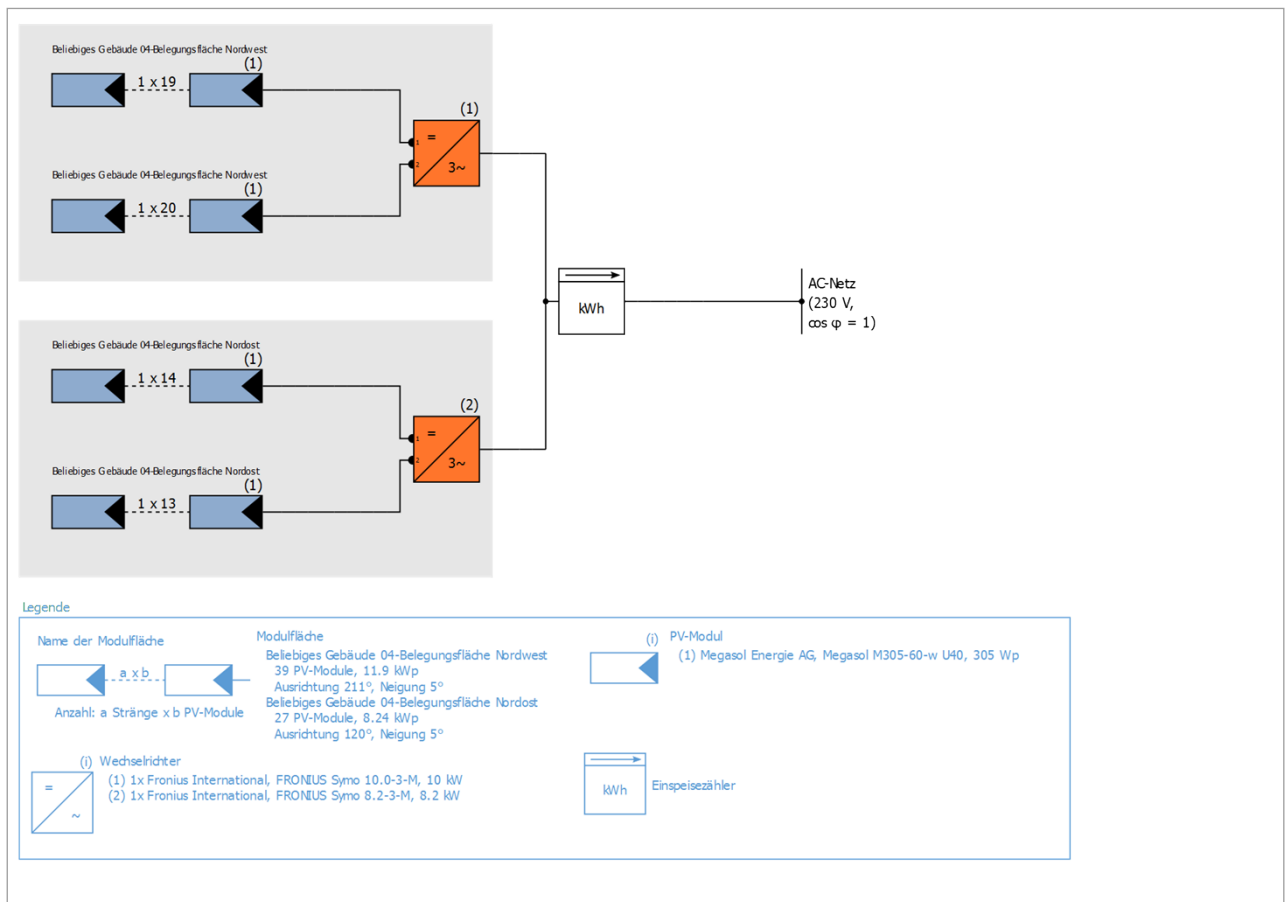 Beliebiges Gebäude 04-Belegungsfläche Nordwest
(1)
1 x 19
(1)
1
=
2
3~
Beliebiges Gebäude 04-Belegungsfläche Nordwest
(1)
1 x 20
AC-Netz
(230 V,
cos φ = 1)
kWh
Beliebiges Gebäude 04-Belegungsfläche Nordost
(1)
1 x 14
(2)
1
=
2
3~
Beliebiges Gebäude 04-Belegungsfläche Nordost
(1)
1 x 13
Legende
Name der Modulfläche
a x b
Anzahl: a Stränge x b PV-Module
Modulfläche
Beliebiges Gebäude 04-Belegungsfläche Nordwest
39 PV-Module, 11.9 kWp
Ausrichtung 211°, Neigung 5°
Beliebiges Gebäude 04-Belegungsfläche Nordost
27 PV-Module, 8.24 kWp
Ausrichtung 120°, Neigung 5°
(i) PV-Modul
(1) Megasol Energie AG, Megasol M305-60-w U40, 305 Wp
(i) Wechselrichter
=
~
(1) 1x Fronius International, FRONIUS Symo 10.0-3-M, 10 kW
(2) 1x Fronius International, FRONIUS Symo 8.2-3-M, 8.2 kW
kWh
Einspeisezähler